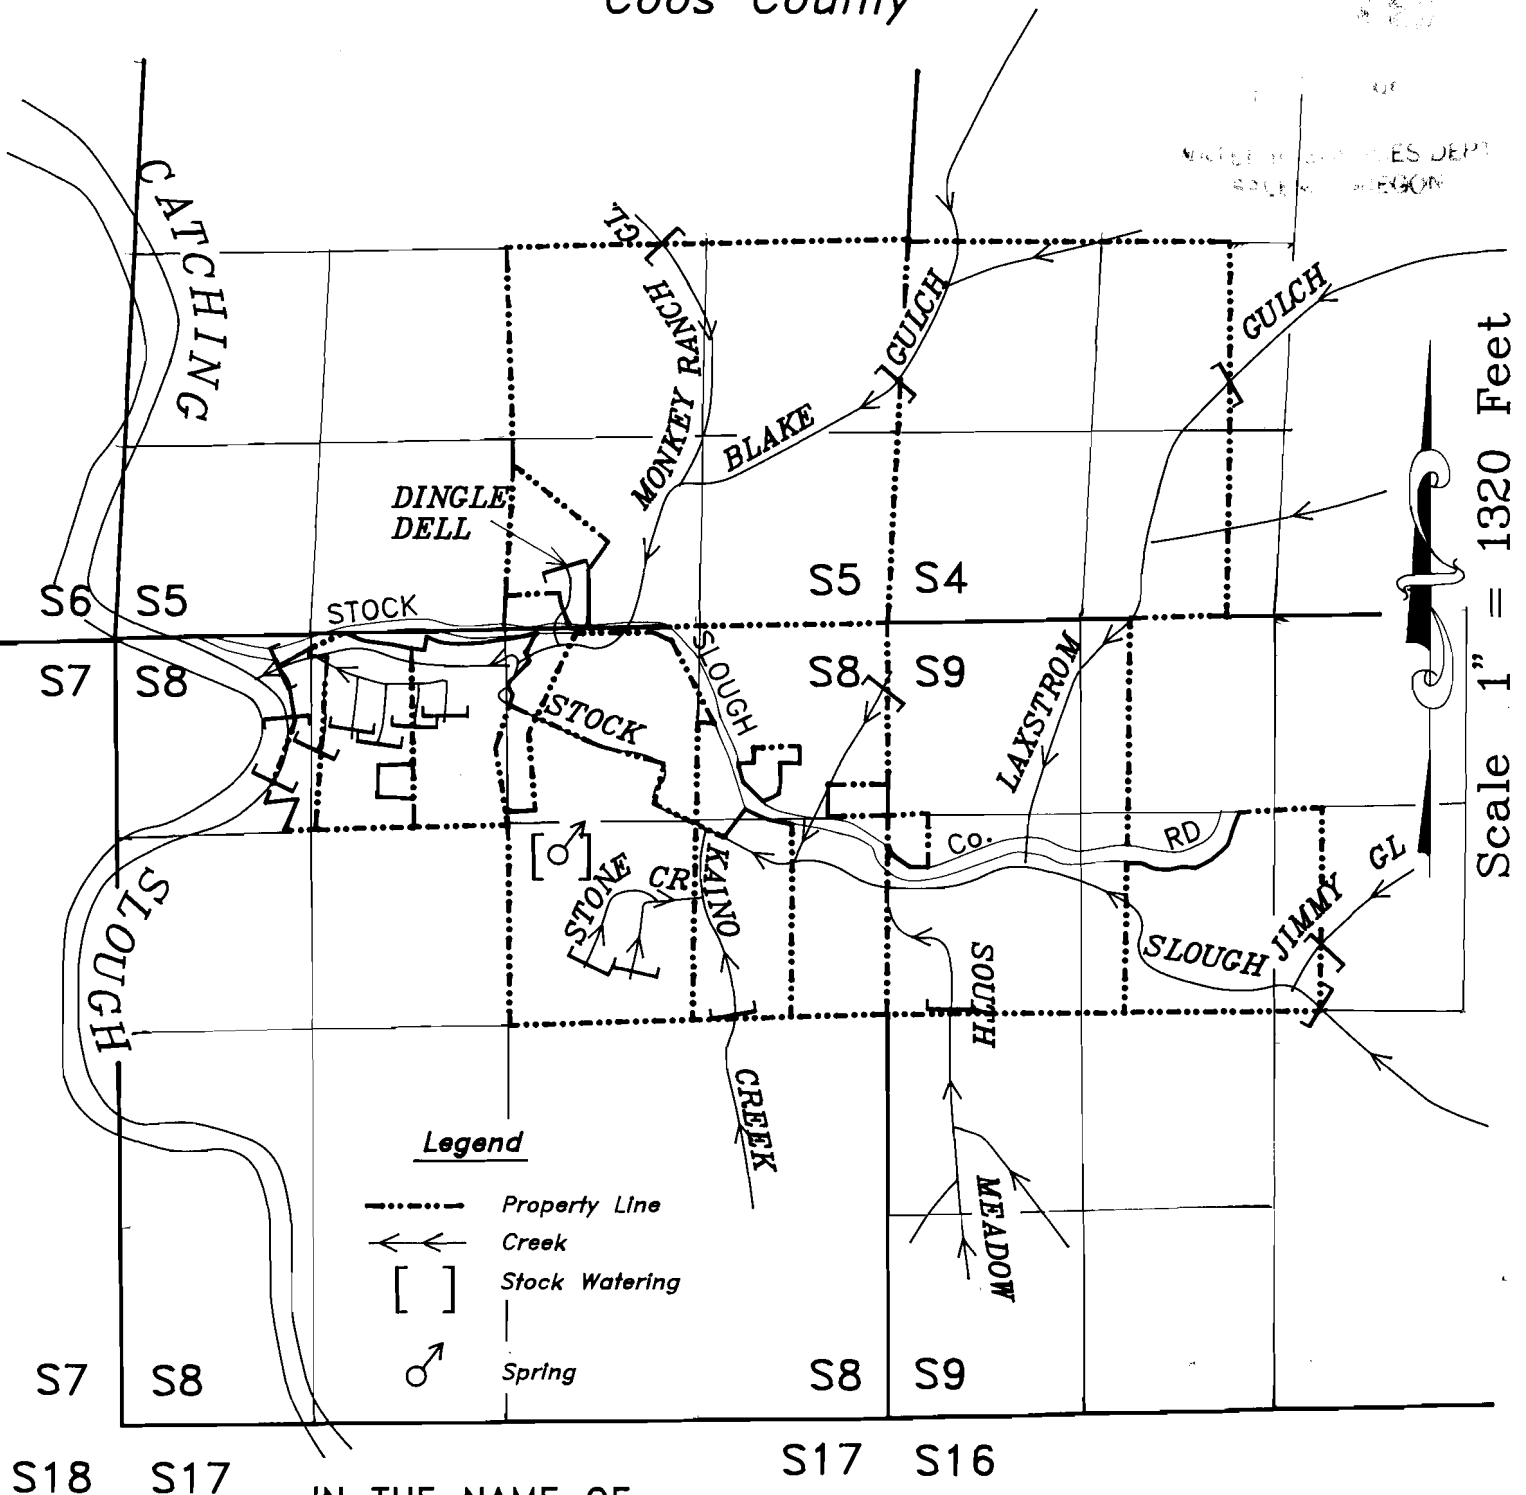 Coos County
ES DEPT
CATCHING
SLOUGH
MONKEY RANCH GL
BLAKE GULCH
GULCH
LAXSTROM
DINGLE
DELL
S6 S5
S5 S4
STOCK
SLOUGH
Co. RD
S7 S8
S8 S9
STOCK
SLOUGH
JIMMY GL
STONE CR
KAINO
CREEK
SOUTH
MEADOW
Scale 1" = 1320 Feet
Legend
Property Line
Creek
[ ] Stock Watering
Spring
S7 S8
S8 S9
S18 S17
S17 S16
IN THE NAME OF